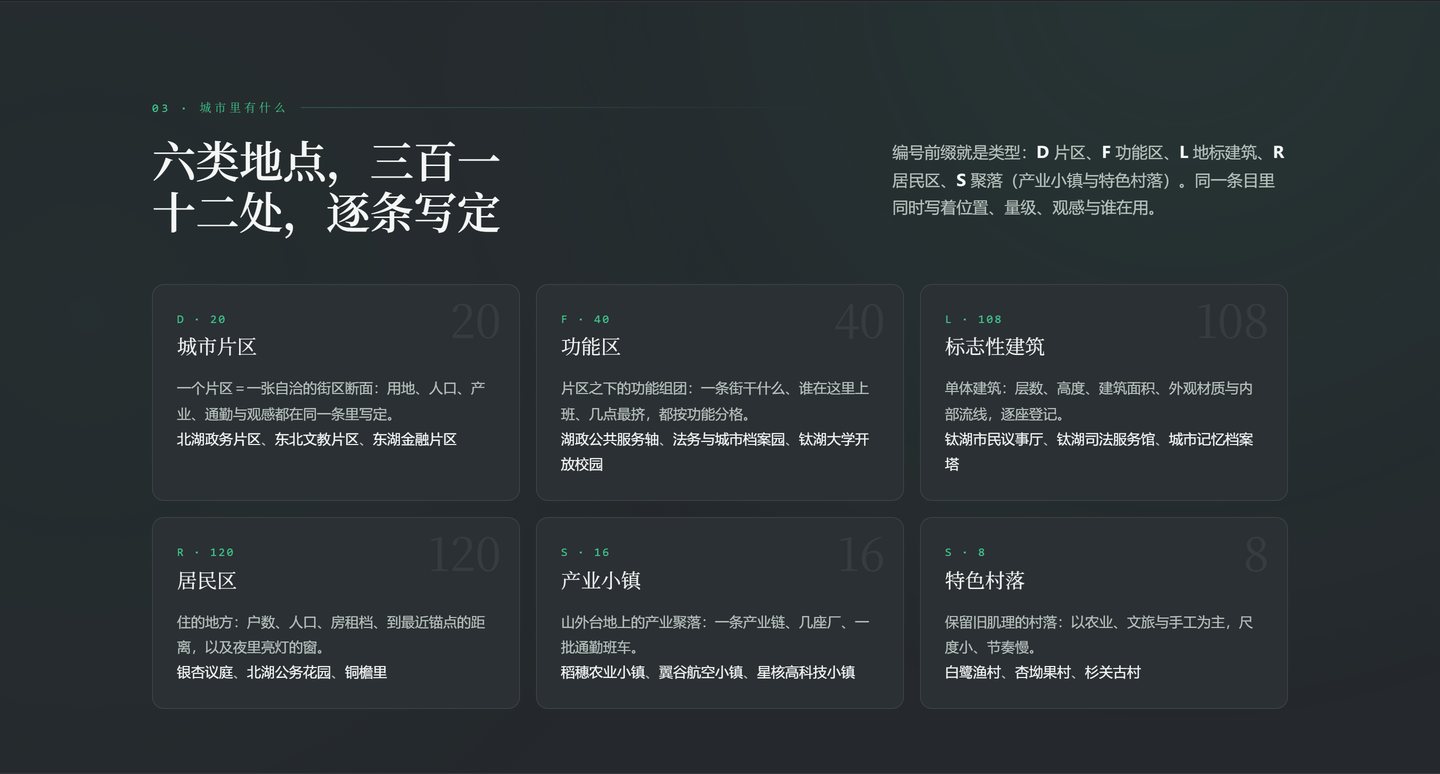 03 · 城市里有什么
六类地点，三百一
十二处，逐条写定
编号前缀就是类型：D 片区、F 功能区、L 地标建筑、R
居民区、S 聚落（产业小镇与特色村落）。同一条目里
同时写着位置、量级、观感与谁在用。
D · 20
20
城市片区
一个片区 = 一张自洽的街区断面：用地、人口、产
业、通勤与观感都在同一条里写定。
北湖政务片区、东北文教片区、东湖金融片区
F · 40
40
功能区
片区之下的功能组团：一条街干什么、谁在这里上
班、几点最挤，都按功能分格。
湖政公共服务轴、法务与城市档案园、钛湖大学开
放校园
L · 108
108
标志性建筑
单体建筑：层数、高度、建筑面积、外观材质与内
部流线，逐座登记。
钛湖市民议事厅、钛湖司法服务馆、城市记忆档案
塔
R · 120
120
居民区
住的地方：户数、人口、房租档、到最近锚点的距
离，以及夜里亮灯的窗。
银杏议庭、北湖公务花园、铜檐里
S · 16
16
产业小镇
山外台地上的产业聚落：一条产业链、几座厂、一
批通勤班车。
稻穗农业小镇、翼谷航空小镇、星核高科技小镇
S · 8
8
特色村落
保留旧肌理的村落：以农业、文旅与手工为主，尺
度小、节奏慢。
白鹭渔村、杏坳果村、杉关古村